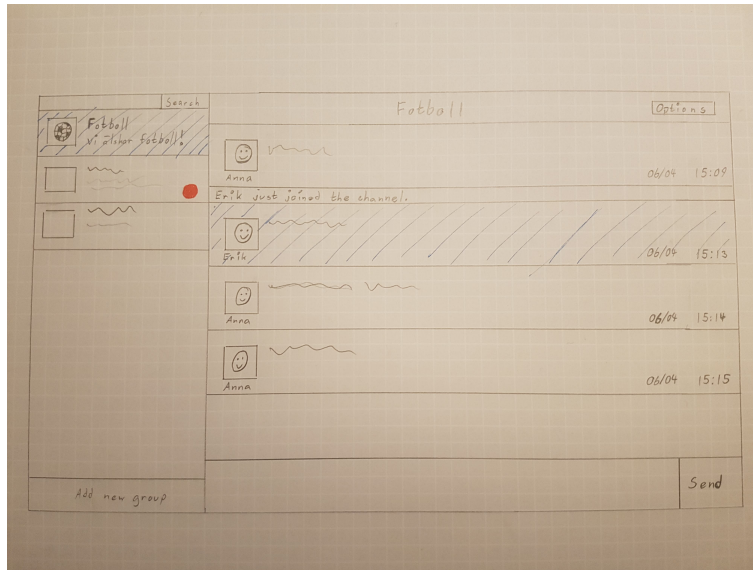 Search
Fotboll
Vi älskar fotboll!
Add new group
Fotboll
Options
Anna
06/04 15:09
Erik just joined the channel.
Erik
06/04 15:13
Anna
06/04 15:14
Anna
06/04 15:15
Send